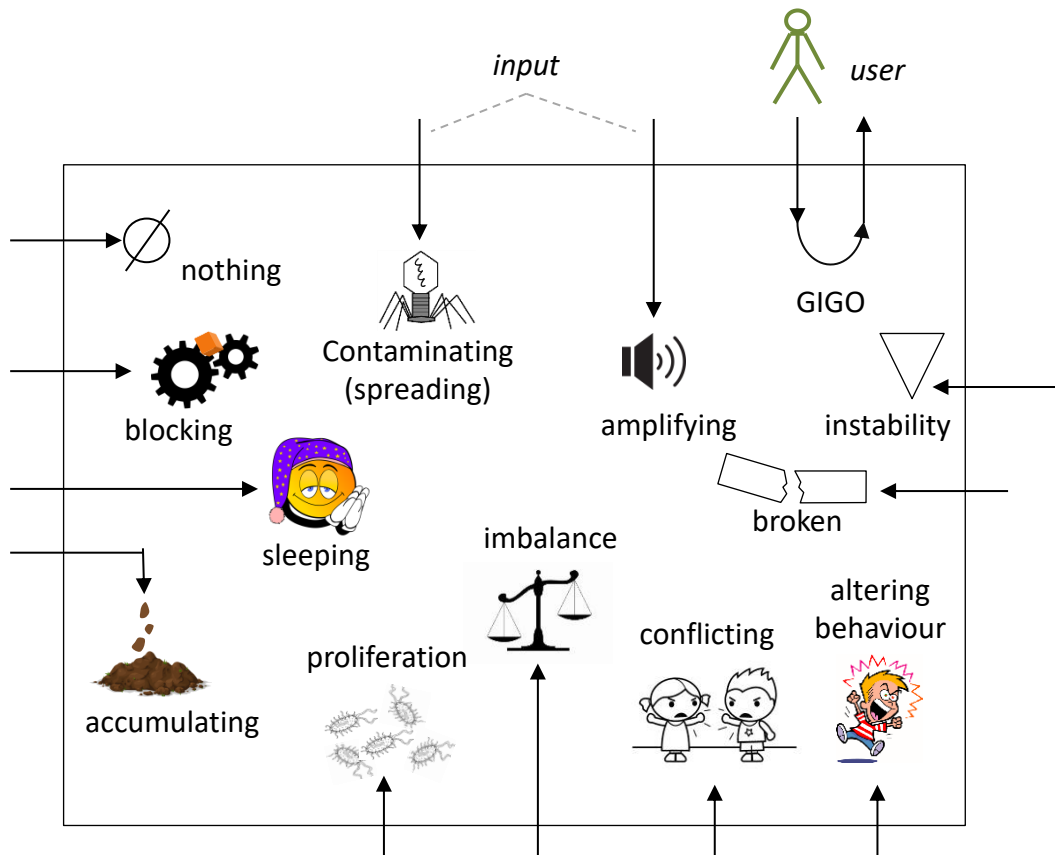 input
user
nothing
Contaminating
(spreading)
GIGO
blocking
amplifying
instability
sleeping
broken
imbalance
altering
behaviour
conflicting
proliferation
accumulating